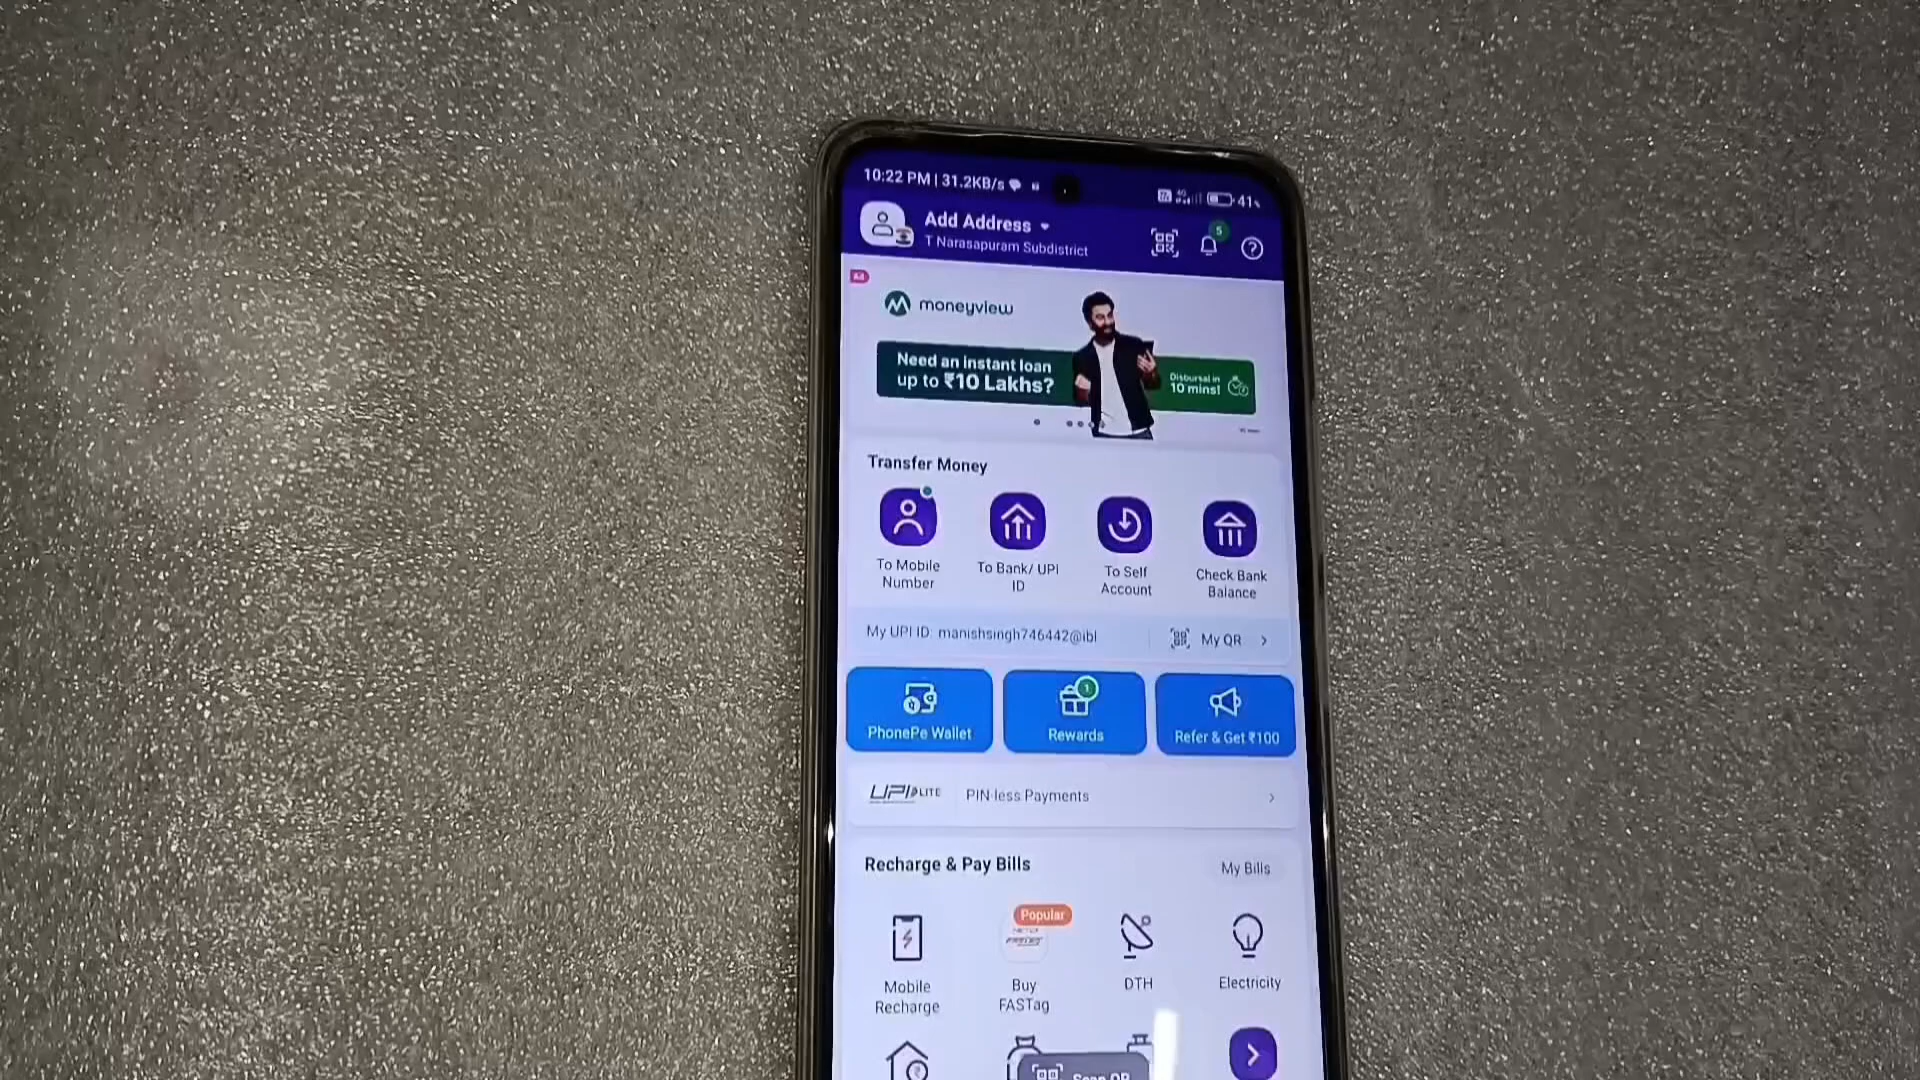 10:22 PM | 31.2KB/s
41
Add Address
T Narasapuram Subdistrict
5
Ad
moneyview
Need an instant loan
up to ₹10 Lakhs?
Disbursal in
10 mins!
Transfer Money
To Mobile
Number
To Bank/ UPI
ID
To Self
Account
Check Bank
Balance
My UPI ID: manishsingh746442@ibl
My QR
PhonePe Wallet
1
Rewards
Refer & Get ₹100
UPI LITE
PIN-less Payments
Recharge & Pay Bills
My Bills
Popular
Mobile
Recharge
Buy
FASTag
DTH
Electricity
Scan QR